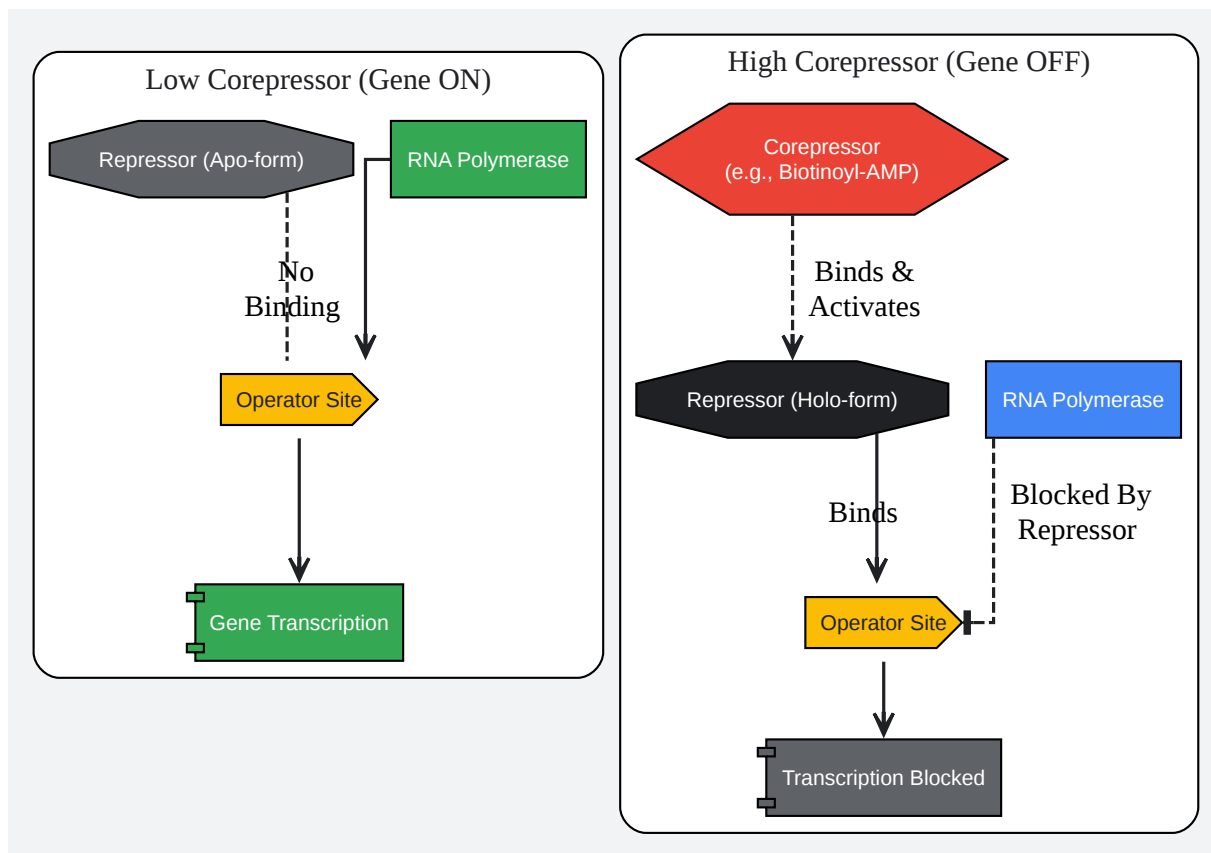 Low Corepressor (Gene ON)
Repressor (Apo-form)
RNA Polymerase
No
Binding
Operator Site
Gene Transcription
High Corepressor (Gene OFF)
Corepressor
(e.g., Biotinoyl-AMP)
Binds &
Activates
Repressor (Holo-form)
RNA Polymerase
Binds
Blocked By
Repressor
Operator Site
Transcription Blocked